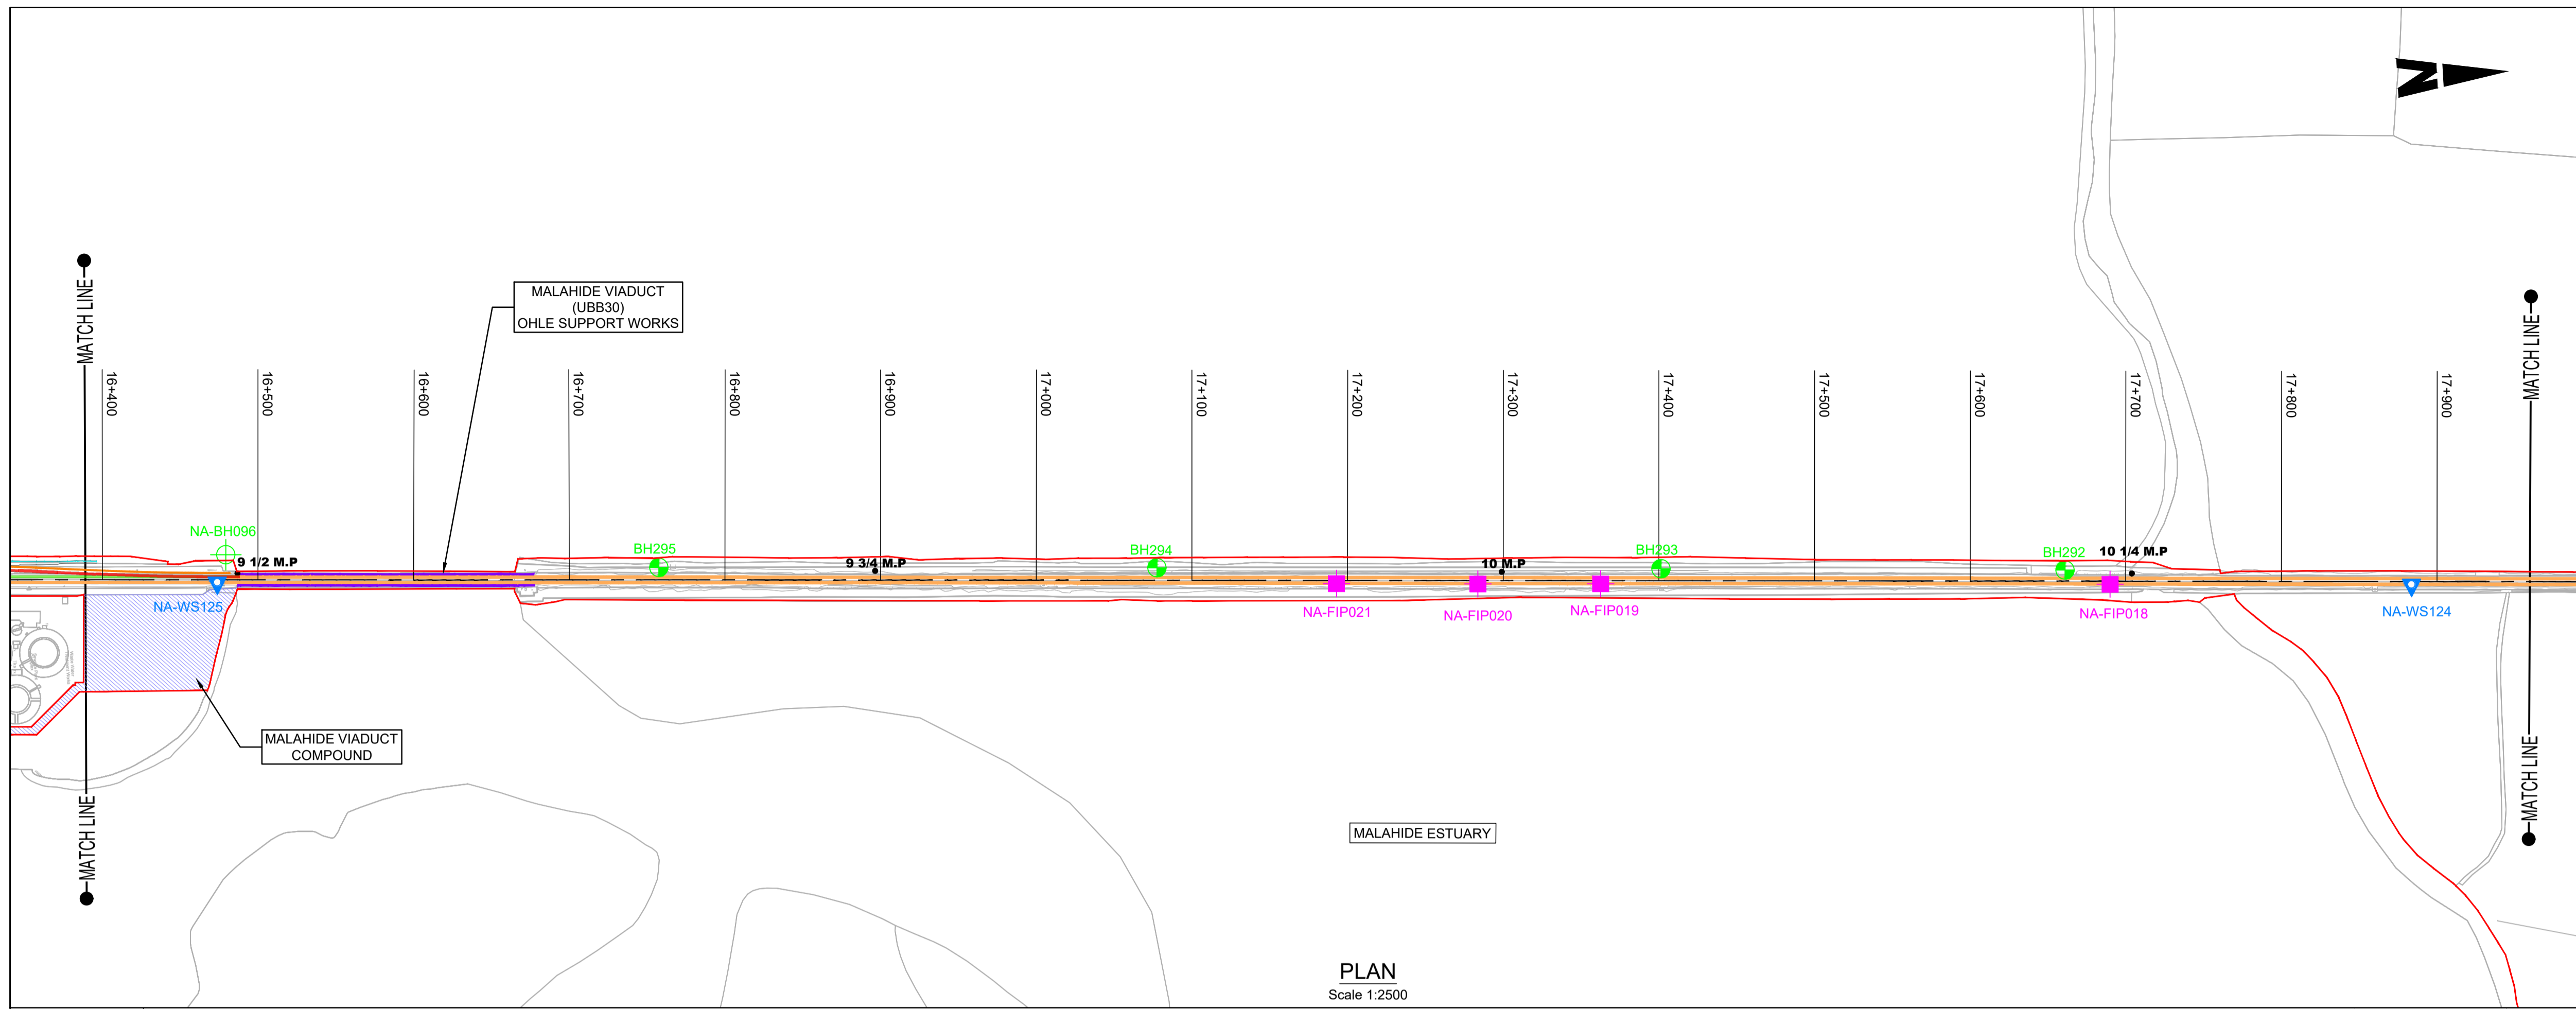 N
MATCH LINE
MATCH LINE
MALAHIDE VIADUCT
(UBB30)
OHLE SUPPORT WORKS
16+400
16+500
16+600
16+700
16+800
16+900
17+000
17+100
17+200
17+300
17+400
17+500
17+600
17+700
17+800
17+900
NA-BH096
9 1/2 M.P
BH295
9 3/4 M.P
BH294
10 M.P
BH293
BH292
10 1/4 M.P
NA-WS125
NA-FIP021
NA-FIP020
NA-FIP019
NA-FIP018
NA-WS124
MALAHIDE VIADUCT
COMPOUND
MATCH LINE
MATCH LINE
MALAHIDE ESTUARY
PLAN
Scale 1:2500